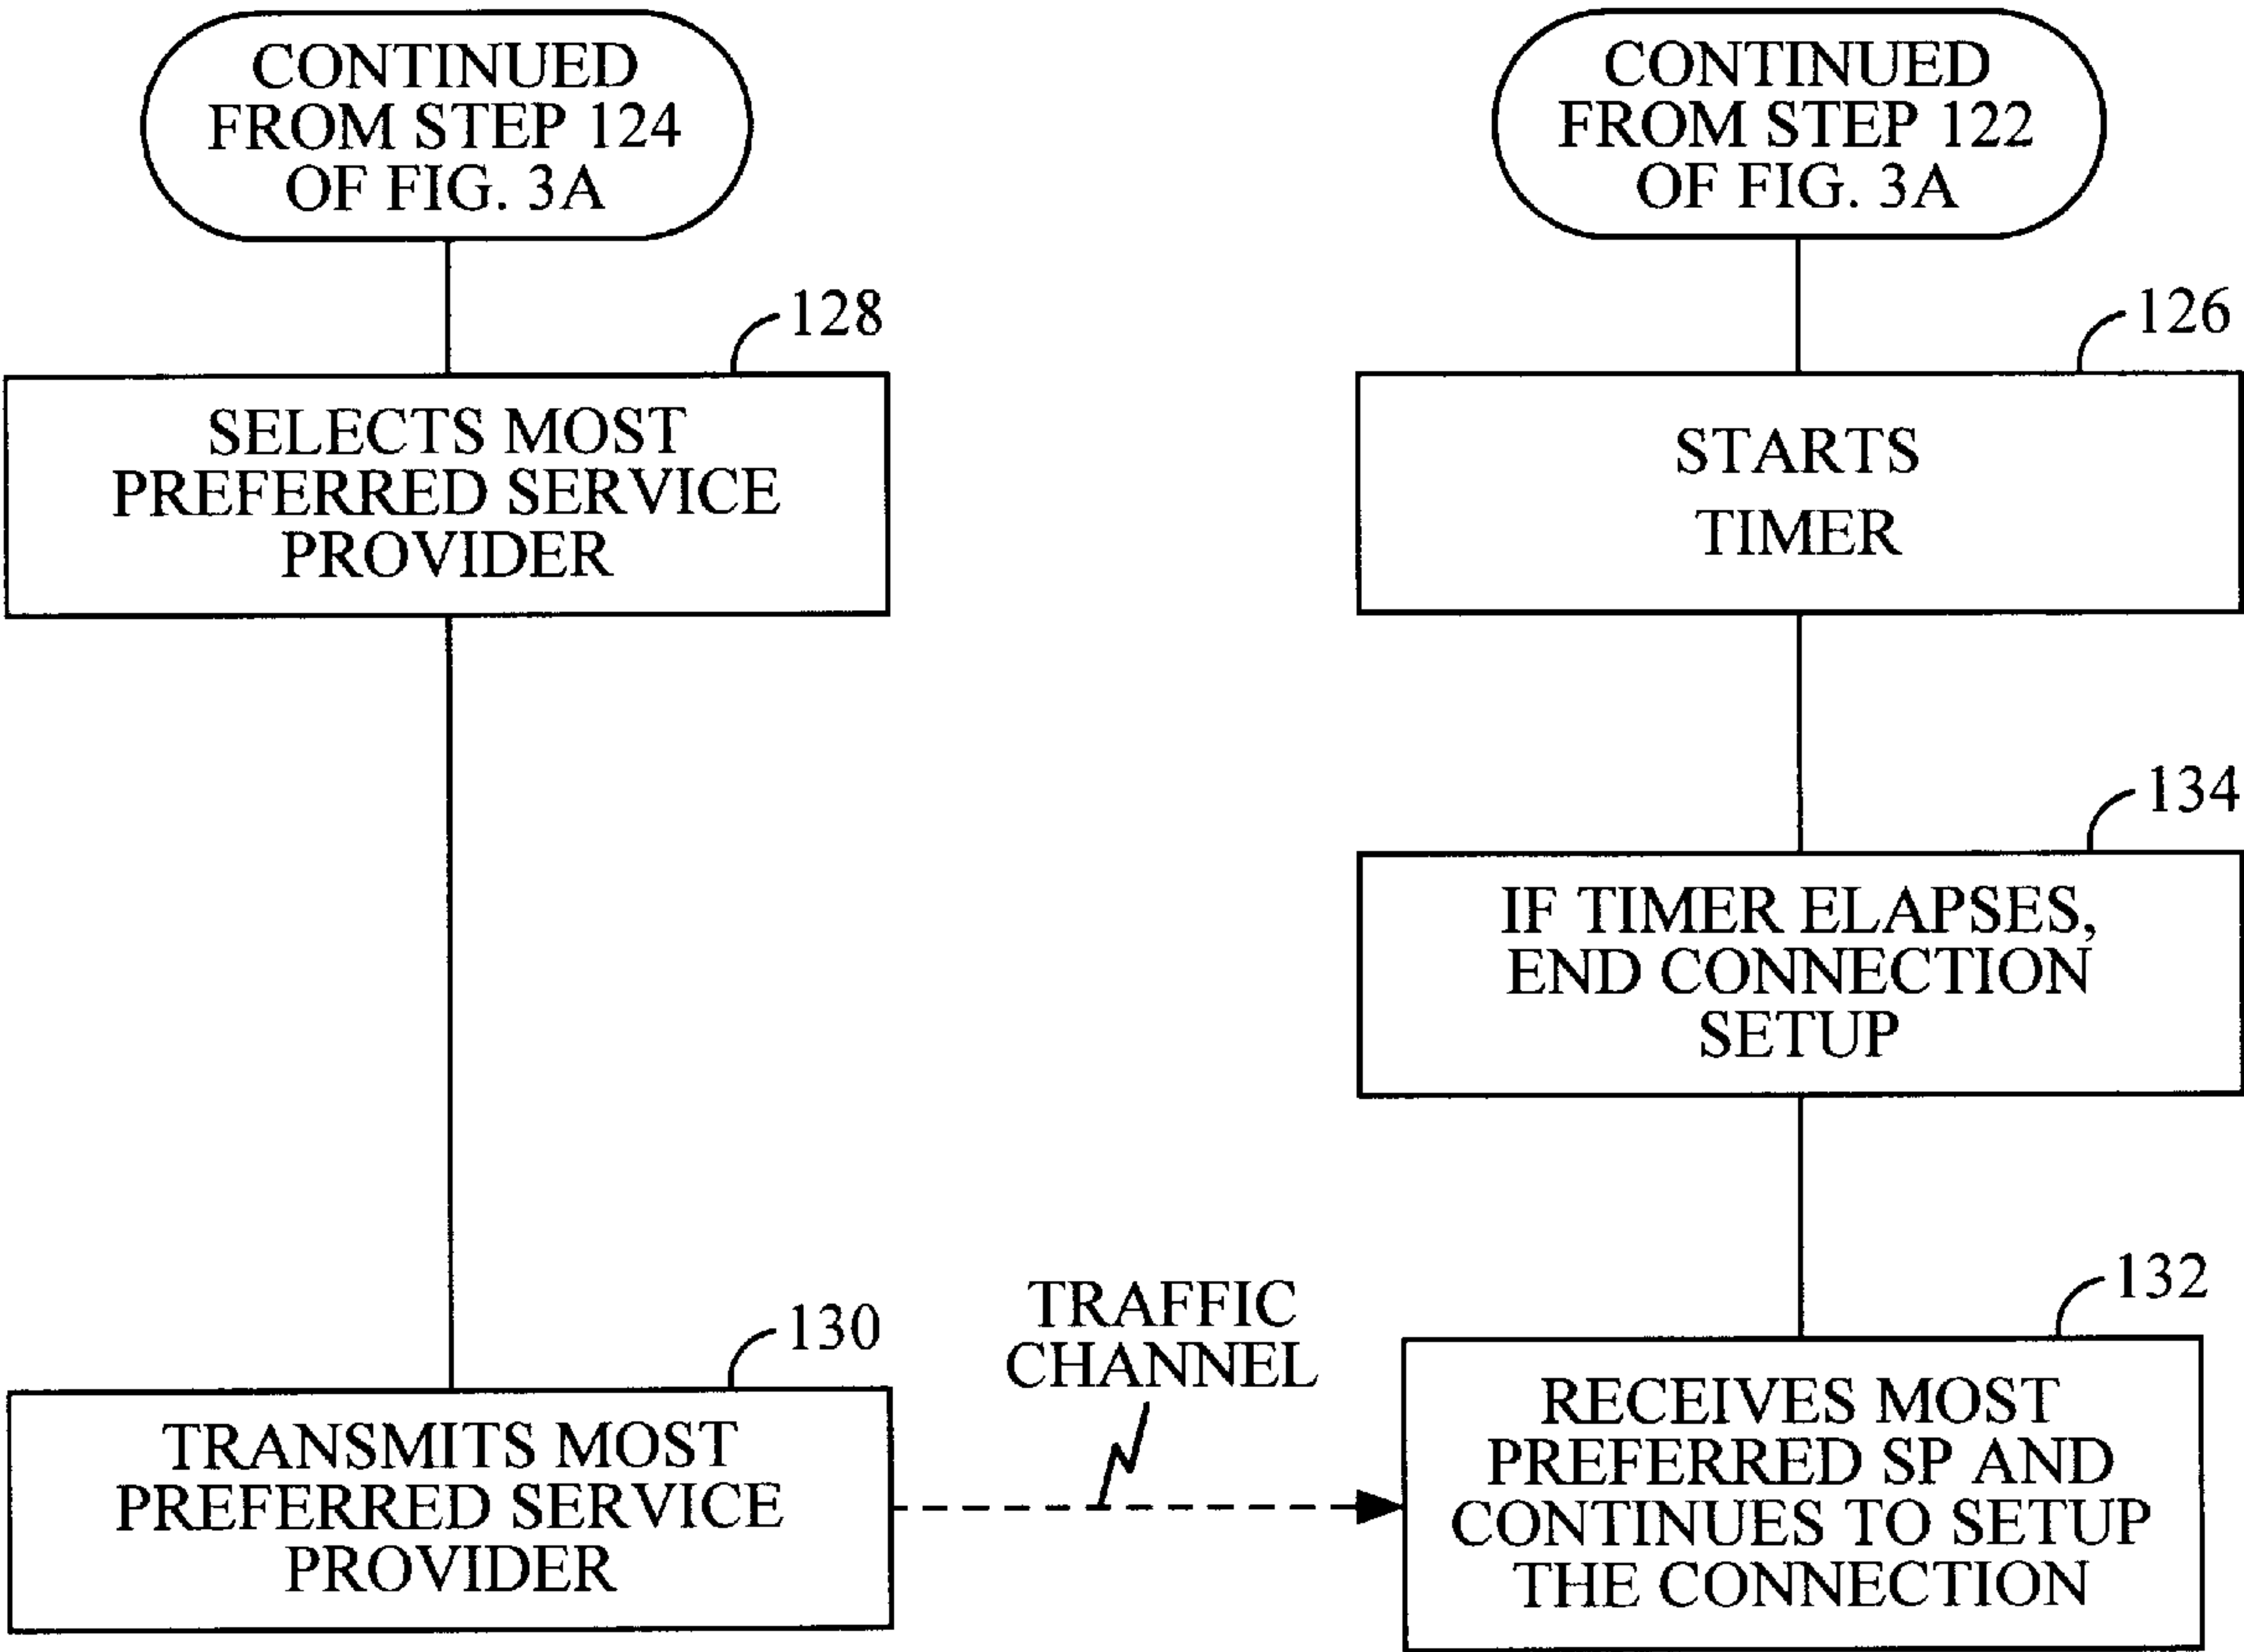 CONTINUED
FROM STEP 124
OF FIG. 3A
CONTINUED
FROM STEP 122
OF FIG. 3A
128
SELECTS MOST
PREFERRED SERVICE
PROVIDER
126
STARTS
TIMER
134
IF TIMER ELAPSES,
END CONNECTION
SETUP
130
TRANSMITS MOST
PREFERRED SERVICE
PROVIDER
TRAFFIC
CHANNEL
132
RECEIVES MOST
PREFERRED SP AND
CONTINUES TO SETUP
THE CONNECTION